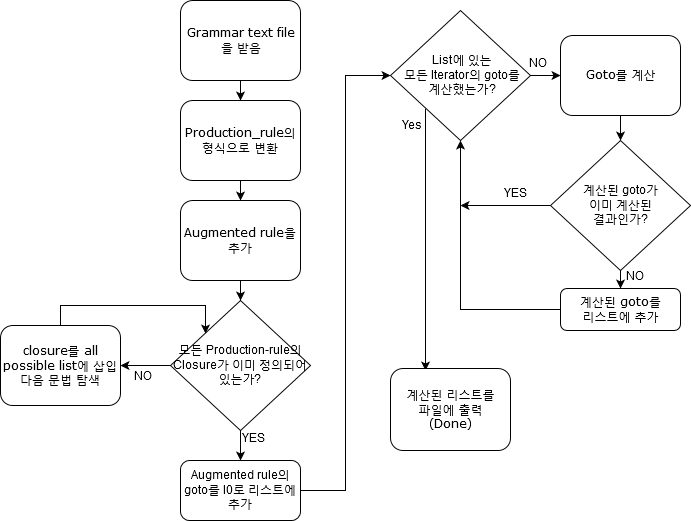 Grammar text file
을 받음
Production_rule의
형식으로 변환
Augmented rule을
추가
모든 Production-rule의
Closure가 이미 정의되어
있는가?
NO
closure를 all
possible list에 삽입
다음 문법 탐색
YES
Augmented rule의
goto를 I0로 리스트에
추가
List에 있는
모든 Iterator의 goto를
계산했는가?
NO
Goto를 계산
Yes
계산된 goto가
이미 계산된
결과인가?
YES
NO
계산된 goto를
리스트에 추가
계산된 리스트를
파일에 출력
(Done)